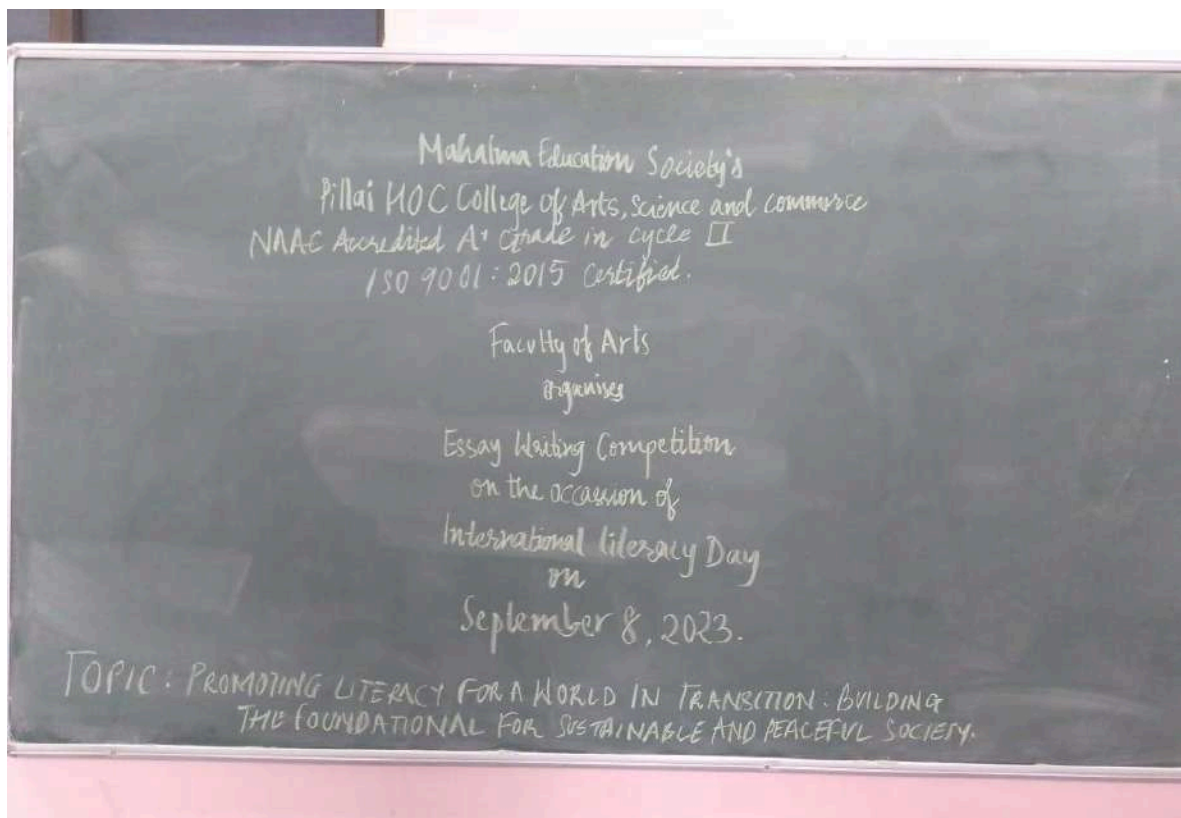 Mahatma Education Society's
Pillai HOC College of Arts, Science and commerce
NAAC Accredited A+ Grade in cycle II
ISO 9001:2015 Certified.
Faculty of Arts
organises
Essay Writing Competition
on the occassion of
International literacy Day
on
September 8, 2023.
TOPIC: PROMOTING LITERACY FOR A WORLD IN TRANSITION: BUILDING
THE FOUNDATIONAL FOR SUSTAINABLE AND PEACEFUL SOCIETY.